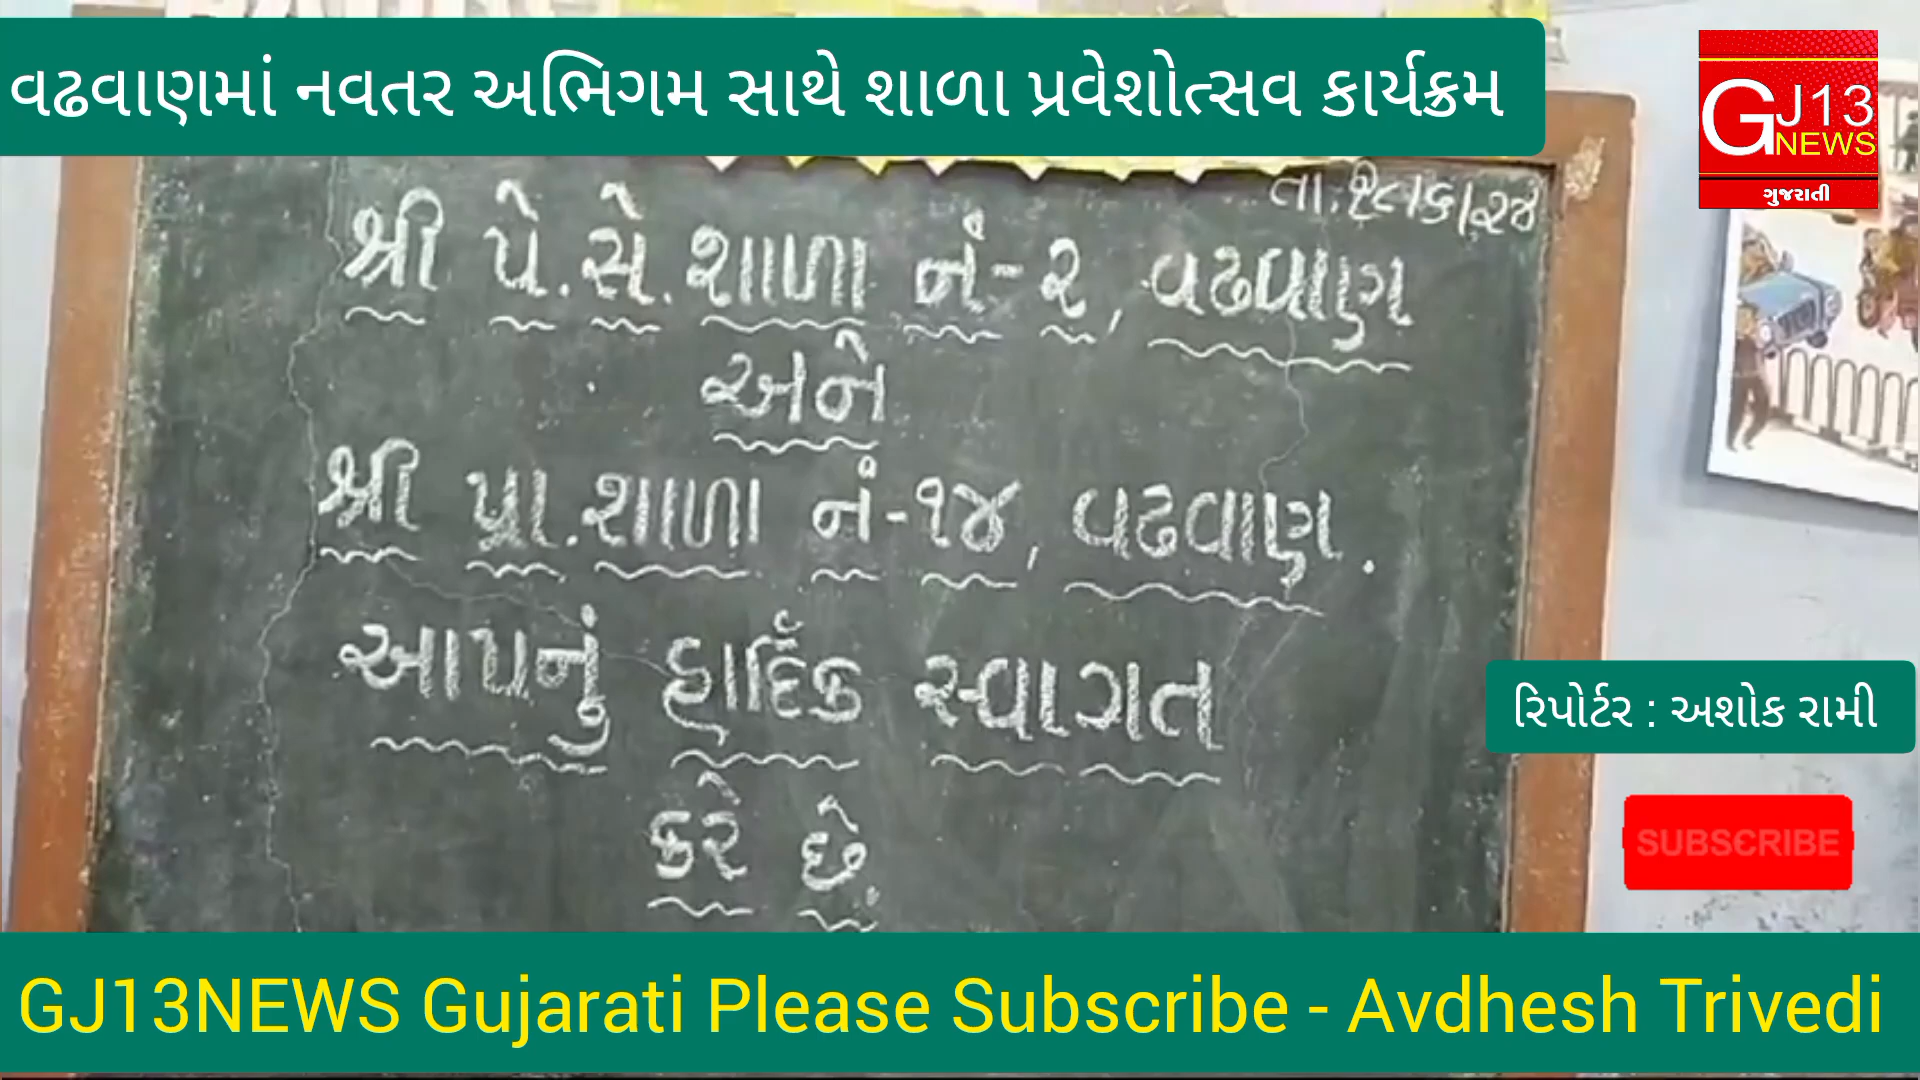 વઢવાણમાં નવતર અભિગમ સાથે શાળા પ્રવેશોત્સવ કાર્યક્રમ
GJ13
NEWS
ગુજરાતી
શ્રી પે.સે.શાળા નં-૨, વઢવાણ
અને
શ્રી પ્રા.શાળા નં-૧૪, વઢવાણ.
આપનું હાર્દિક સ્વાગત
કરે છે.
રિપોર્ટર : અશોક રામી
SUBSCRIBE
GJ13NEWS Gujarati Please Subscribe - Avdhesh Trivedi